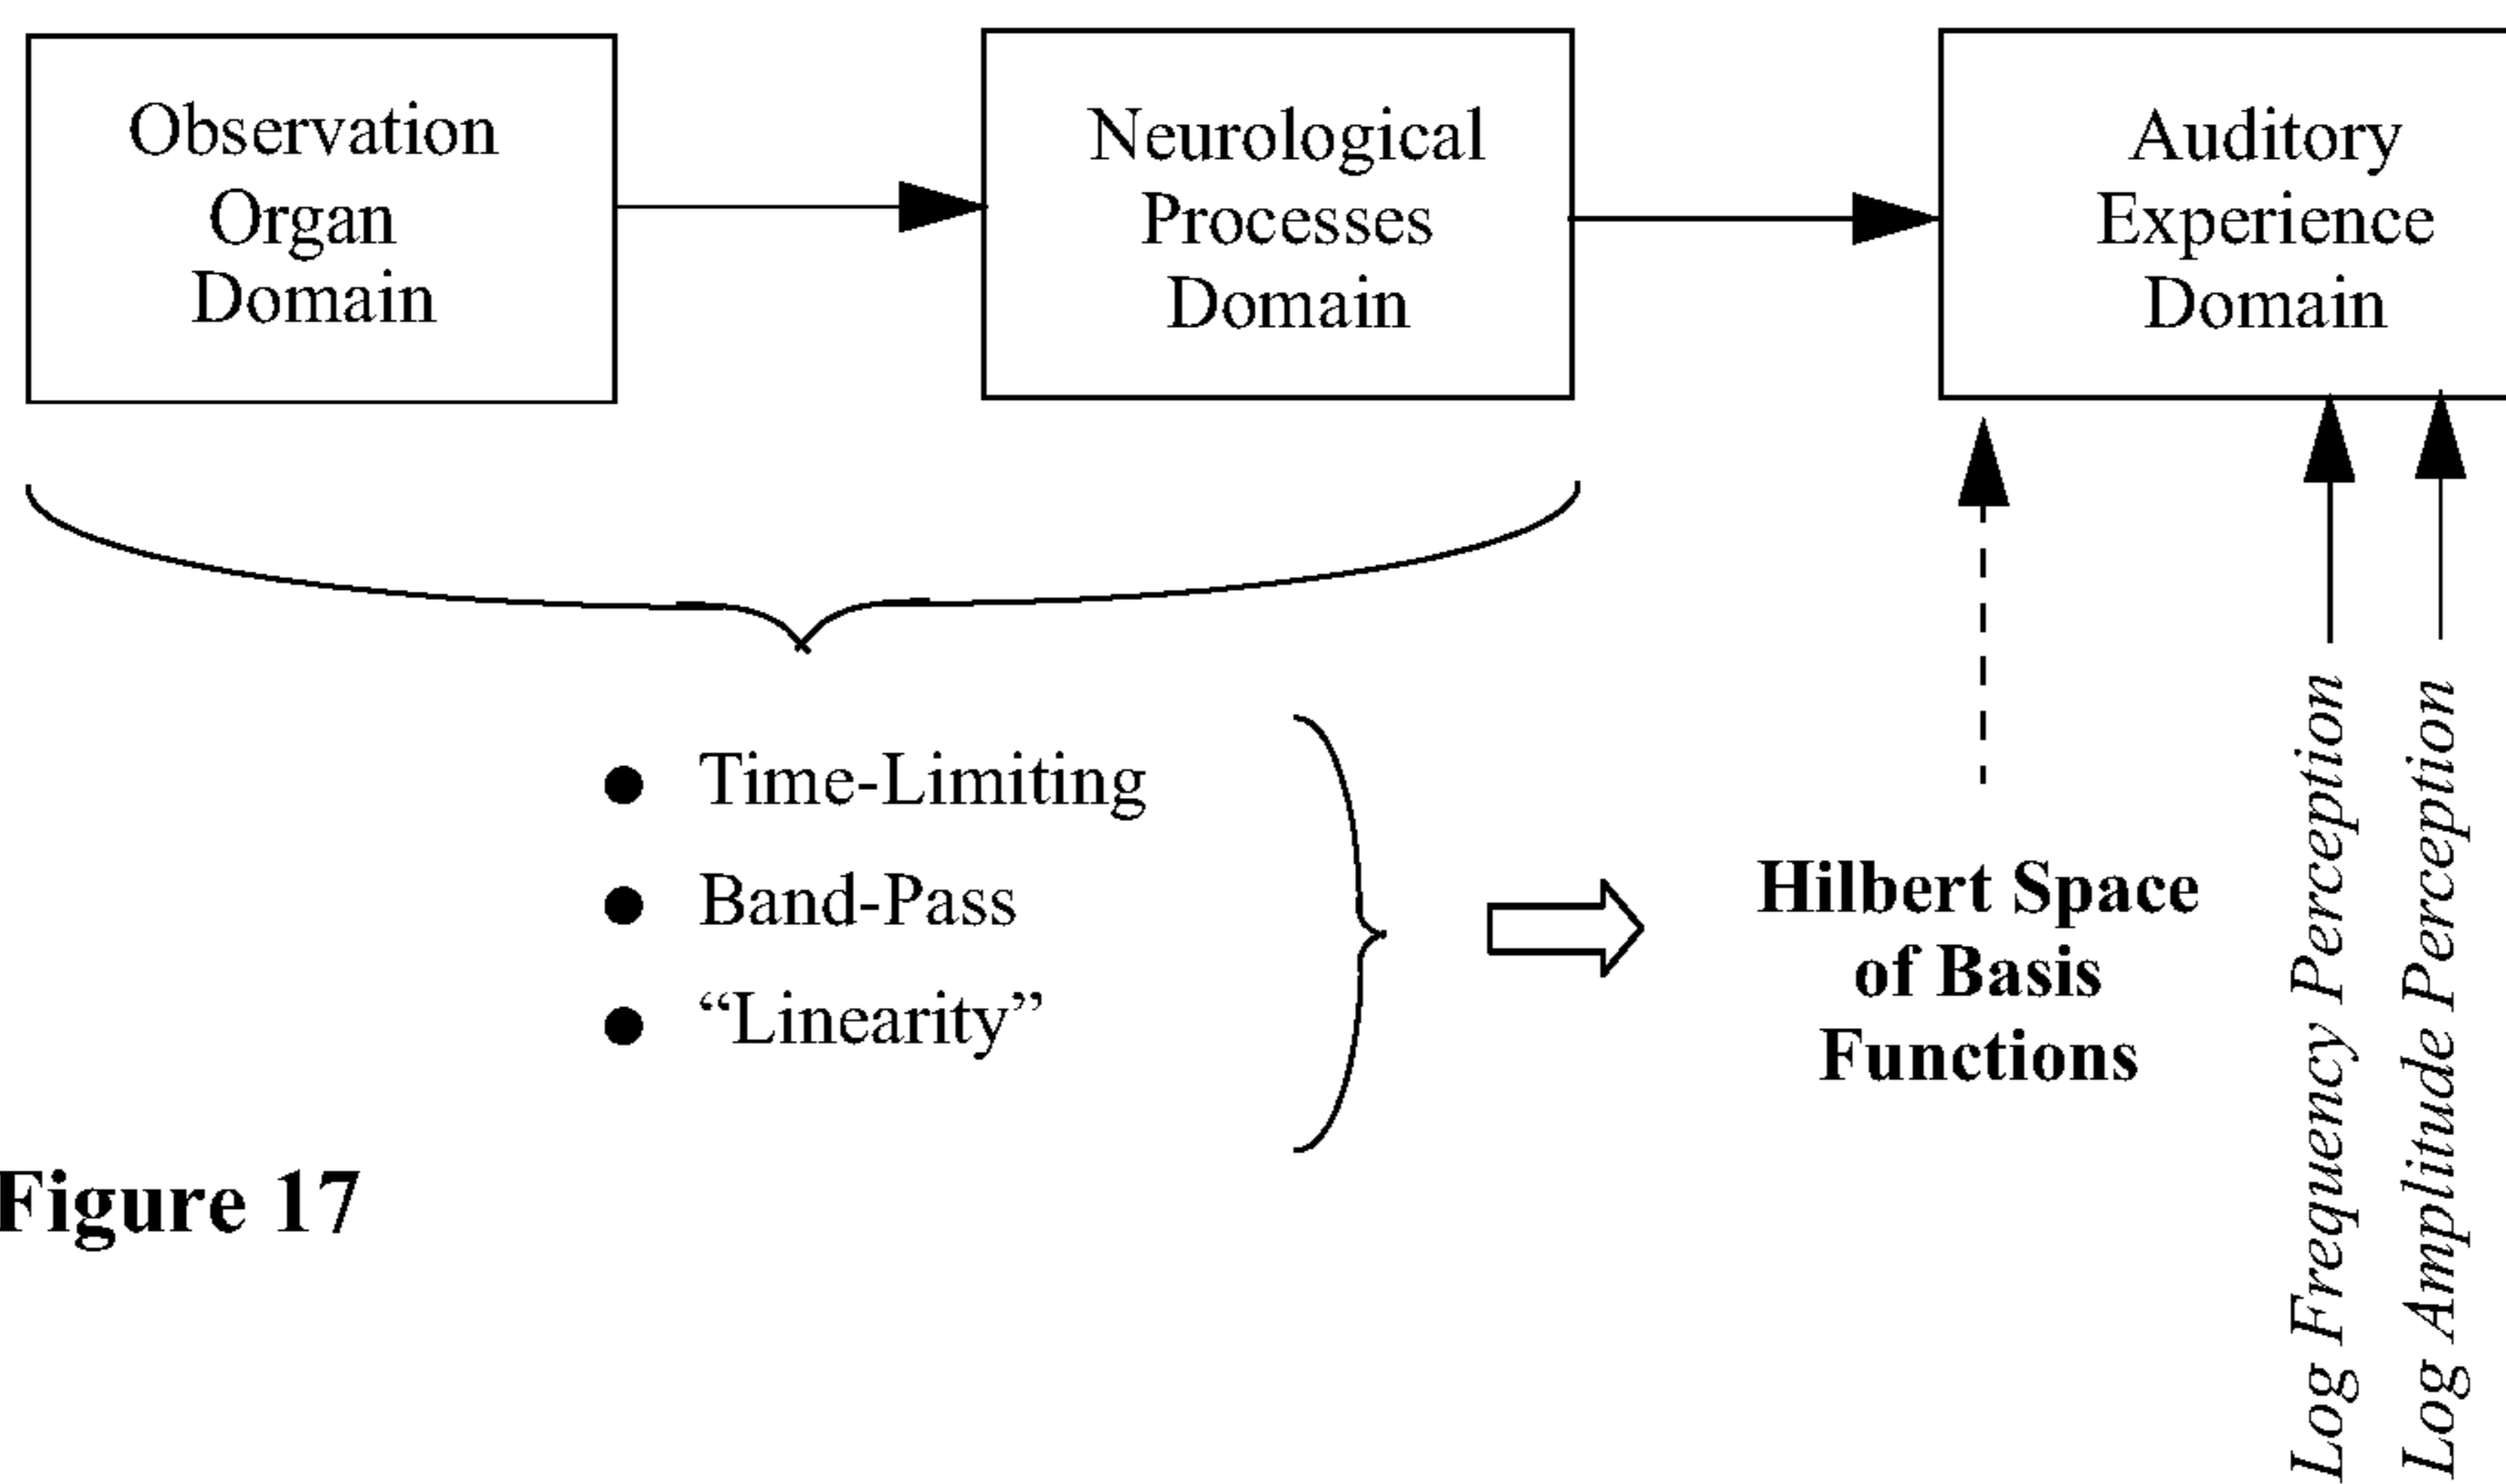 Observation
Organ
Domain
Neurological
Processes
Domain
Auditory
Experience
Domain
● Time-Limiting
● Band-Pass
● “Linearity”
Hilbert Space
of Basis
Functions
Log Frequency Perception
Log Amplitude Perception
Figure 17